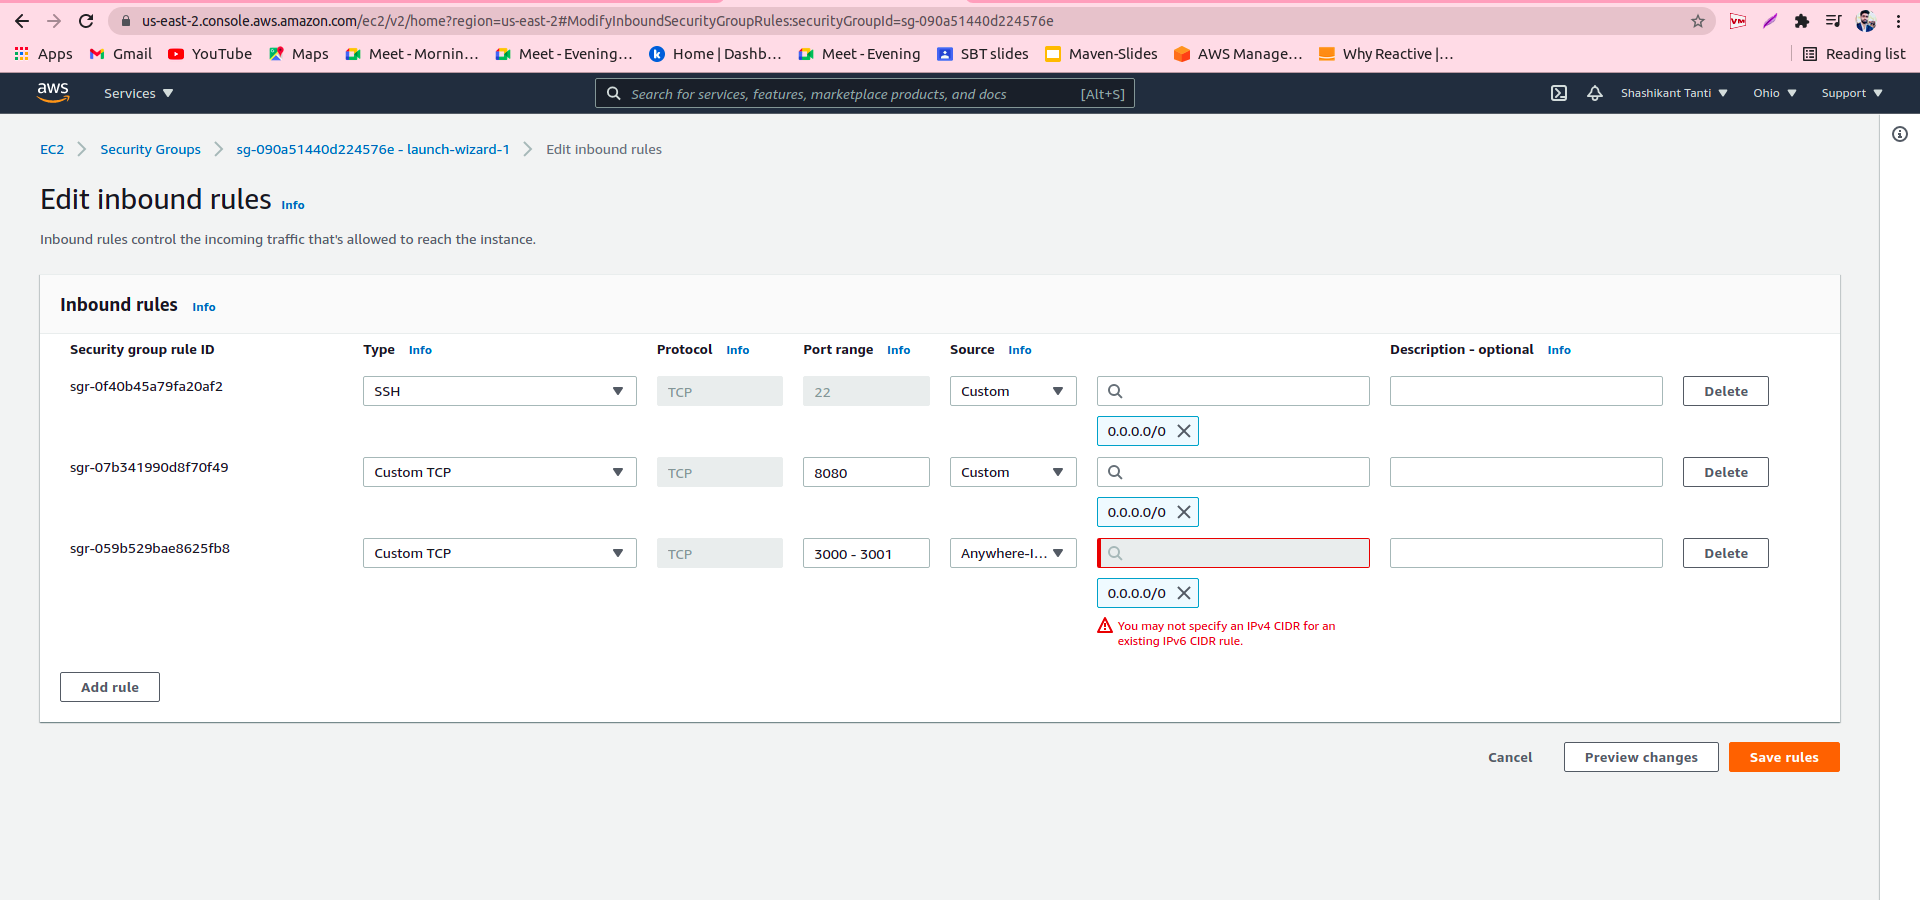 us-east-2.console.aws.amazon.com/ec2/v2/home?region=us-east-2#ModifyInboundSecurityGroupRules:securityGroupId=sg-090a51440d224576e
VM
Apps Gmail YouTube Maps Meet - Mornin... Meet - Evening... Home | Dashb... Meet - Evening SBT slides Maven-Slides AWS Manage... Why Reactive |... Reading list
aws Services Search for services, features, marketplace products, and docs [Alt+S] Shashikant Tanti Ohio Support
EC2 Security Groups sg-090a51440d224576e - launch-wizard-1 Edit inbound rules
Edit inbound rules Info
Inbound rules control the incoming traffic that's allowed to reach the instance.
Inbound rules Info
Security group rule ID Type Info Protocol Info Port range Info Source Info Description - optional Info
sgr-0f40b45a79fa20af2 SSH TCP 22 Custom Delete
0.0.0.0/0
sgr-07b341990d8f70f49 Custom TCP TCP 8080 Custom Delete
0.0.0.0/0
sgr-059b529bae8625fb8 Custom TCP TCP 3000 - 3001 Anywhere-I... Delete
0.0.0.0/0
You may not specify an IPv4 CIDR for an
existing IPv6 CIDR rule.
Add rule
Cancel Preview changes Save rules